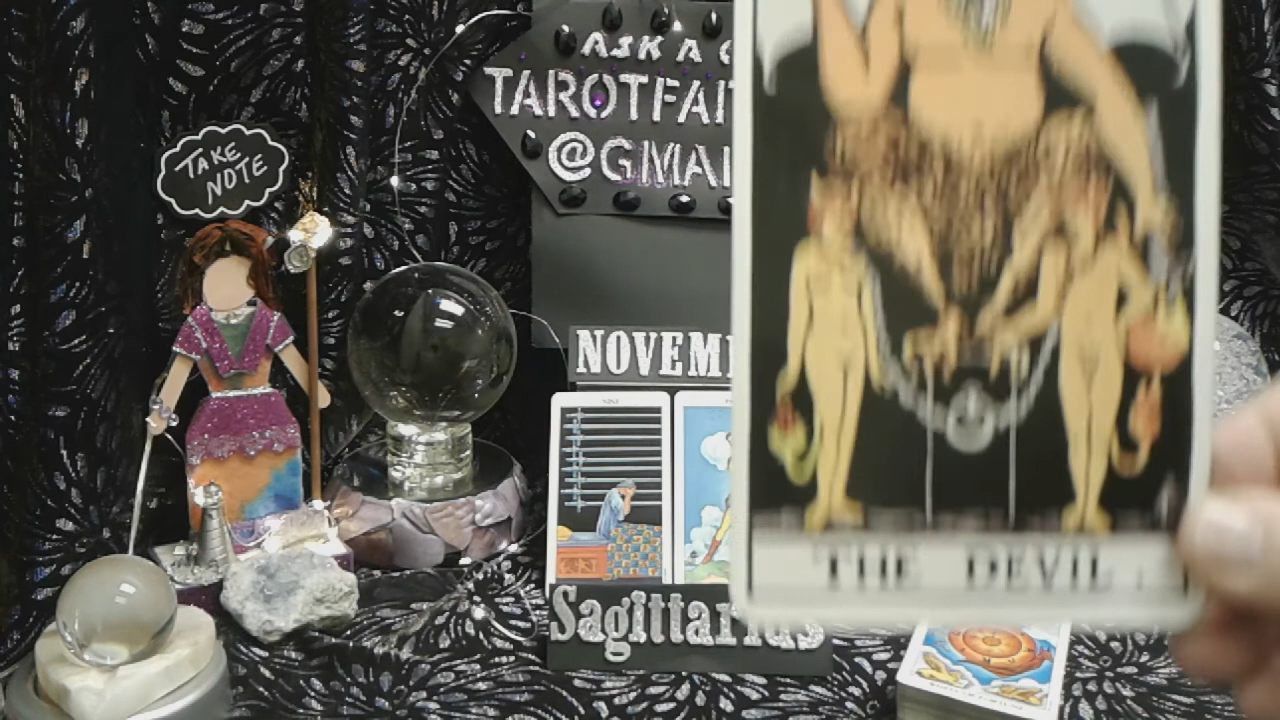 TAKE
NOTE
ASK A
TAROTFAI
@GMAI
NOVEM
Sagittarius
THE DEVIL